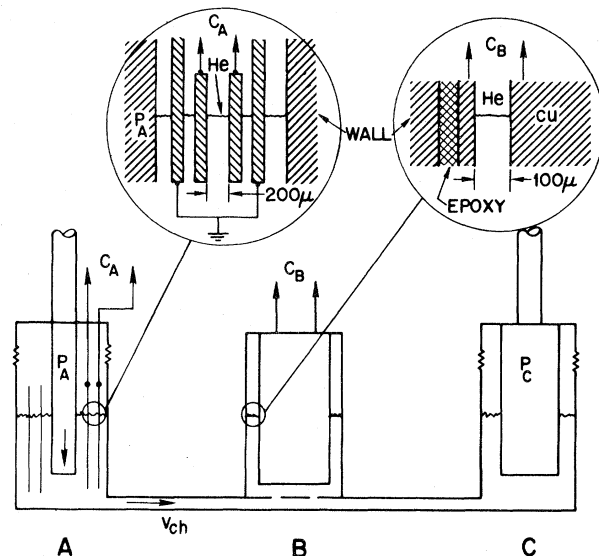 C_A
He
P_A
200μ
WALL
C_B
He
Cu
100μ
EPOXY
C_A
P_A
C_B
P_C
V_ch
A
B
C